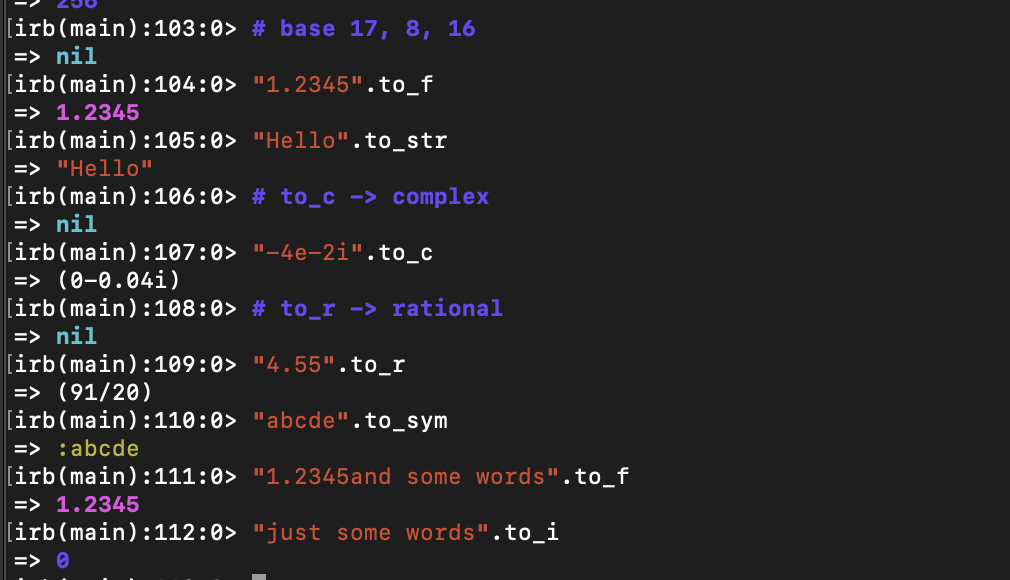 => 256
[irb(main):103:0> # base 17, 8, 16
=> nil
[irb(main):104:0> "1.2345".to_f
=> 1.2345
[irb(main):105:0> "Hello".to_str
=> "Hello"
[irb(main):106:0> # to_c -> complex
=> nil
[irb(main):107:0> "-4e-2i".to_c
=> (0-0.04i)
[irb(main):108:0> # to_r -> rational
=> nil
[irb(main):109:0> "4.55".to_r
=> (91/20)
[irb(main):110:0> "abcde".to_sym
=> :abcde
[irb(main):111:0> "1.2345and some words".to_f
=> 1.2345
[irb(main):112:0> "just some words".to_i
=> 0